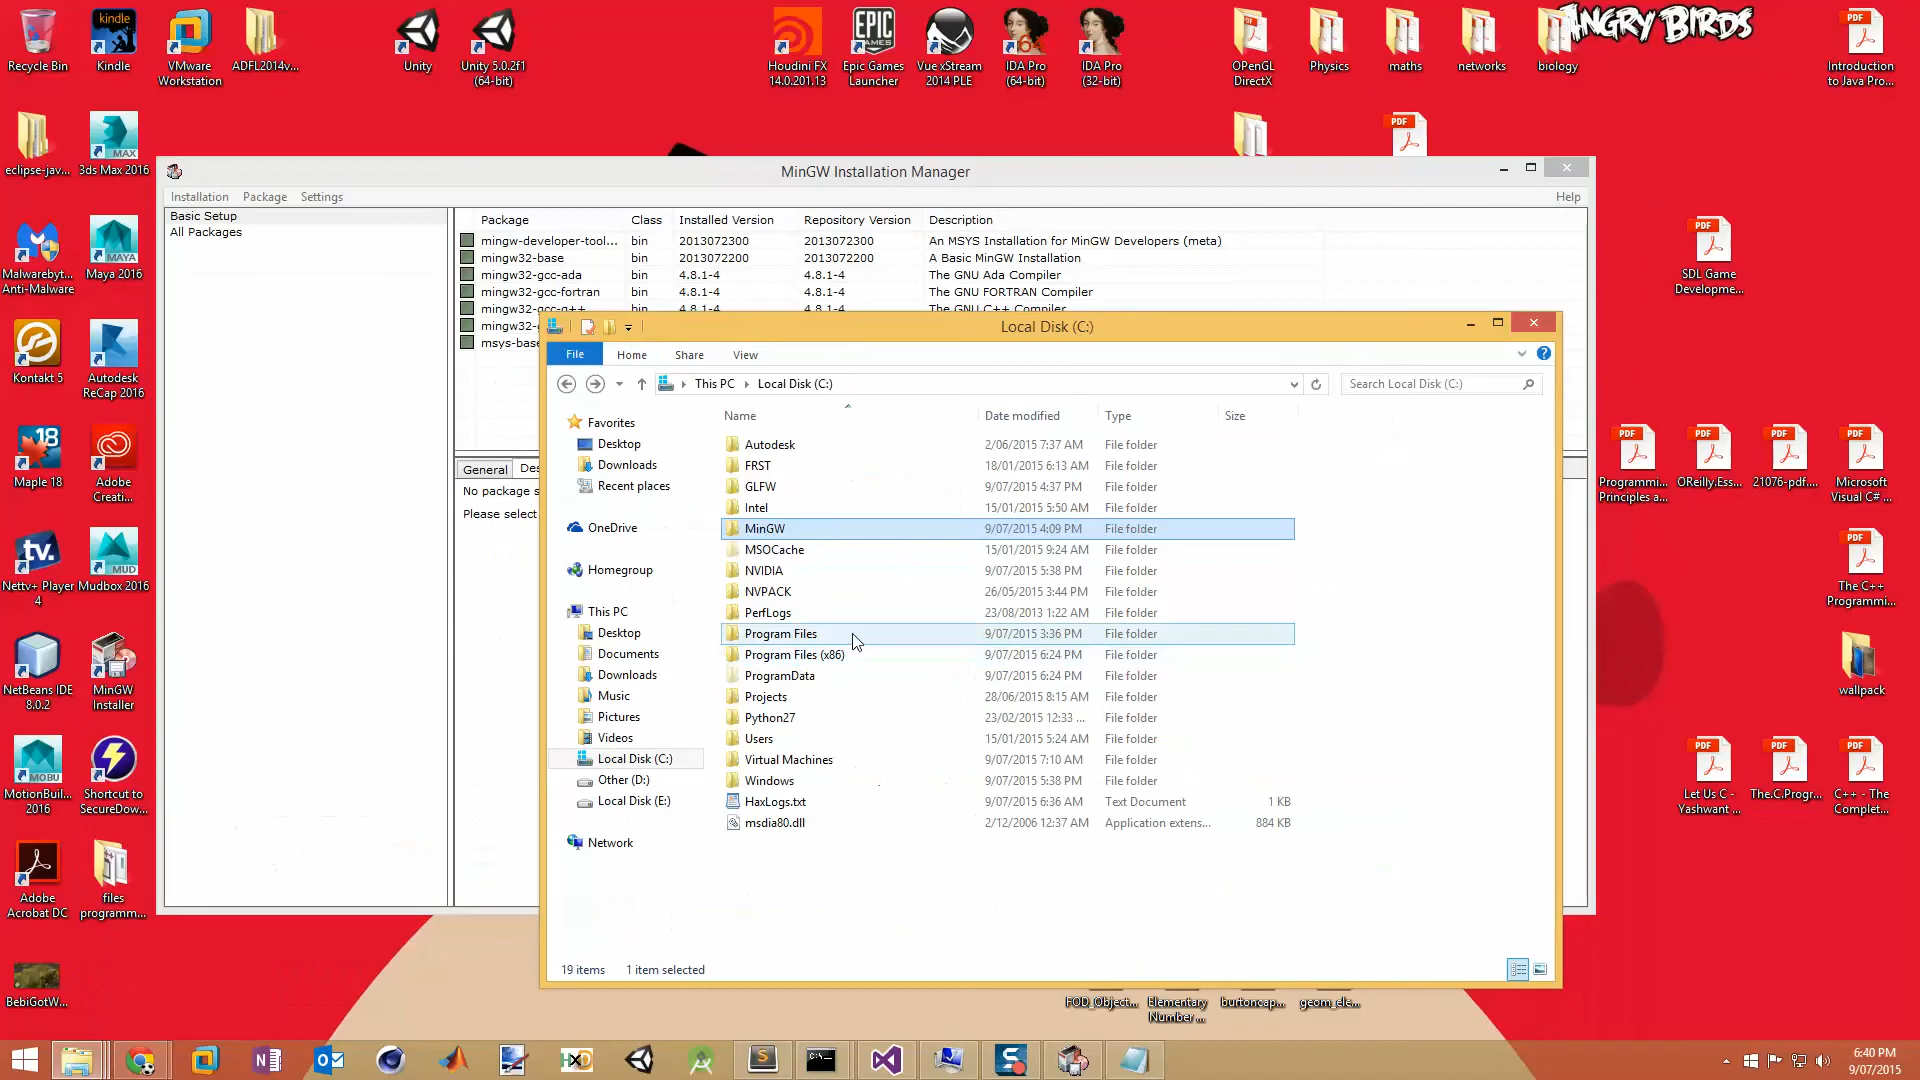 Recycle Bin
Kindle
VMware
Workstation
ADFL2014v...
Unity
Unity 5.0.2f1
(64-bit)
Houdini FX
14.0.201.13
Epic Games
Launcher
Vue xStream
2014 PLE
IDA Pro
(64-bit)
IDA Pro
(32-bit)
OPenGL
DirectX
Physics
maths
networks
biology
ANGRY BIRDS
Introduction
to Java Pro...
eclipse-jav...
3ds Max 2016
Malwarebyt...
Anti-Malware
Maya 2016
Kontakt 5
Autodesk
ReCap 2016
Maple 18
Adobe
Creati...
Nettv+ Player
4
Mudbox 2016
NetBeans IDE
8.0.2
MinGW
Installer
MotionBuil...
2016
Shortcut to
SecureDow...
Adobe
Acrobat DC
files
programm...
BebiGotW...
MinGW Installation Manager
Installation Package Settings Help
Basic Setup
All Packages
Package Class Installed Version Repository Version Description
mingw-developer-tool... bin 2013072300 2013072300 An MSYS Installation for MinGW Developers (meta)
mingw32-base bin 2013072200 2013072200 A Basic MinGW Installation
mingw32-gcc-ada bin 4.8.1-4 4.8.1-4 The GNU Ada Compiler
mingw32-gcc-fortran bin 4.8.1-4 4.8.1-4 The GNU FORTRAN Compiler
mingw32-gcc-g++ bin 4.8.1-4 4.8.1-4 The GNU C++ Compiler
mingw32-
msys-base
General
No package
Please select
Local Disk (C:)
File Home Share View
This PC Local Disk (C:)
Search Local Disk (C:)
Name Date modified Type Size
Favorites
Desktop
Downloads
Recent places
OneDrive
Homegroup
This PC
Desktop
Documents
Downloads
Music
Pictures
Videos
Local Disk (C:)
Other (D:)
Local Disk (E:)
Network
Autodesk 2/06/2015 7:37 AM File folder
FRST 18/01/2015 6:13 AM File folder
GLFW 9/07/2015 4:37 PM File folder
Intel 15/01/2015 5:50 AM File folder
MinGW 9/07/2015 4:09 PM File folder
MSOCache 15/01/2015 9:24 AM File folder
NVIDIA 9/07/2015 5:38 PM File folder
NVPACK 26/05/2015 3:44 PM File folder
PerfLogs 23/08/2013 1:22 AM File folder
Program Files 9/07/2015 3:36 PM File folder
Program Files (x86) 9/07/2015 6:24 PM File folder
ProgramData 9/07/2015 6:24 PM File folder
Projects 28/06/2015 8:15 AM File folder
Python27 23/02/2015 12:33 ... File folder
Users 15/01/2015 5:24 AM File folder
Virtual Machines 9/07/2015 7:10 AM File folder
Windows 9/07/2015 5:38 PM File folder
HaxLogs.txt 9/07/2015 6:36 AM Text Document 1 KB
msdia80.dll 2/12/2006 12:37 AM Application extens... 884 KB
19 items 1 item selected
SDL Game
Developme...
Programmi...
Principles a...
OReilly.Ess...
21076-pdf....
Microsoft
Visual C# ...
The C++
Programmi...
wallpack
Let Us C -
Yashwant ...
The.C.Progr...
C++ - The
Complet...
FOD_Object...
Elementary
Number ...
burtoncap...
geom_ele...
6:40 PM
9/07/2015